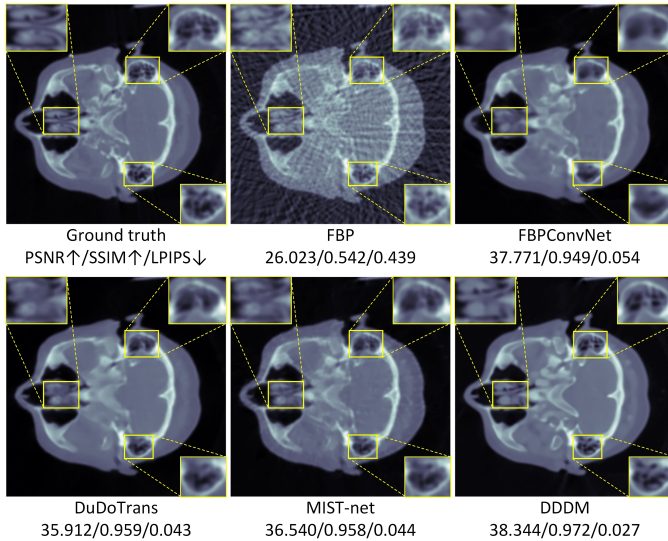 Ground truth
PSNR↑/SSIM↑/LPIPS↓
FBP
26.023/0.542/0.439
FBPConvNet
37.771/0.949/0.054
DuDoTrans
35.912/0.959/0.043
MIST-net
36.540/0.958/0.044
DDDM
38.344/0.972/0.027